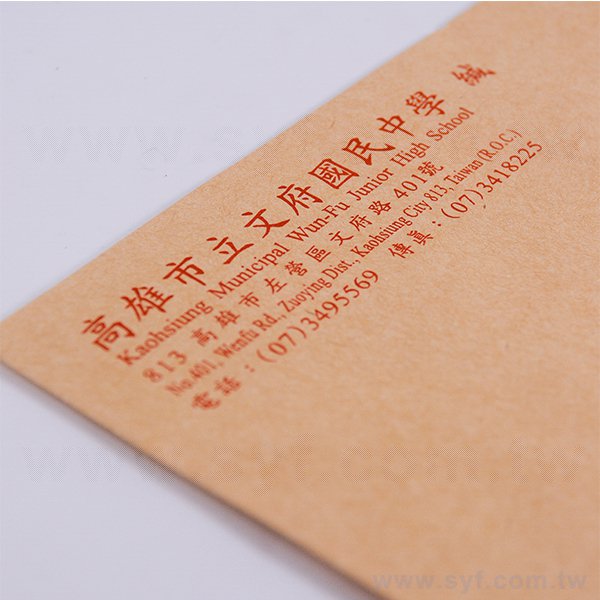 高雄市立文府國民中學 緘
Kaohsiung Municipal Wun-Fu Junior High School
813 高雄市左營區文府路401號
No.401, Wenfu Rd., Zuoying Dist., Kaohsiung City 813, Taiwan (R.O.C.)
電話：(07)3495569 傳真：(07)3418225
www.syf.com.tw